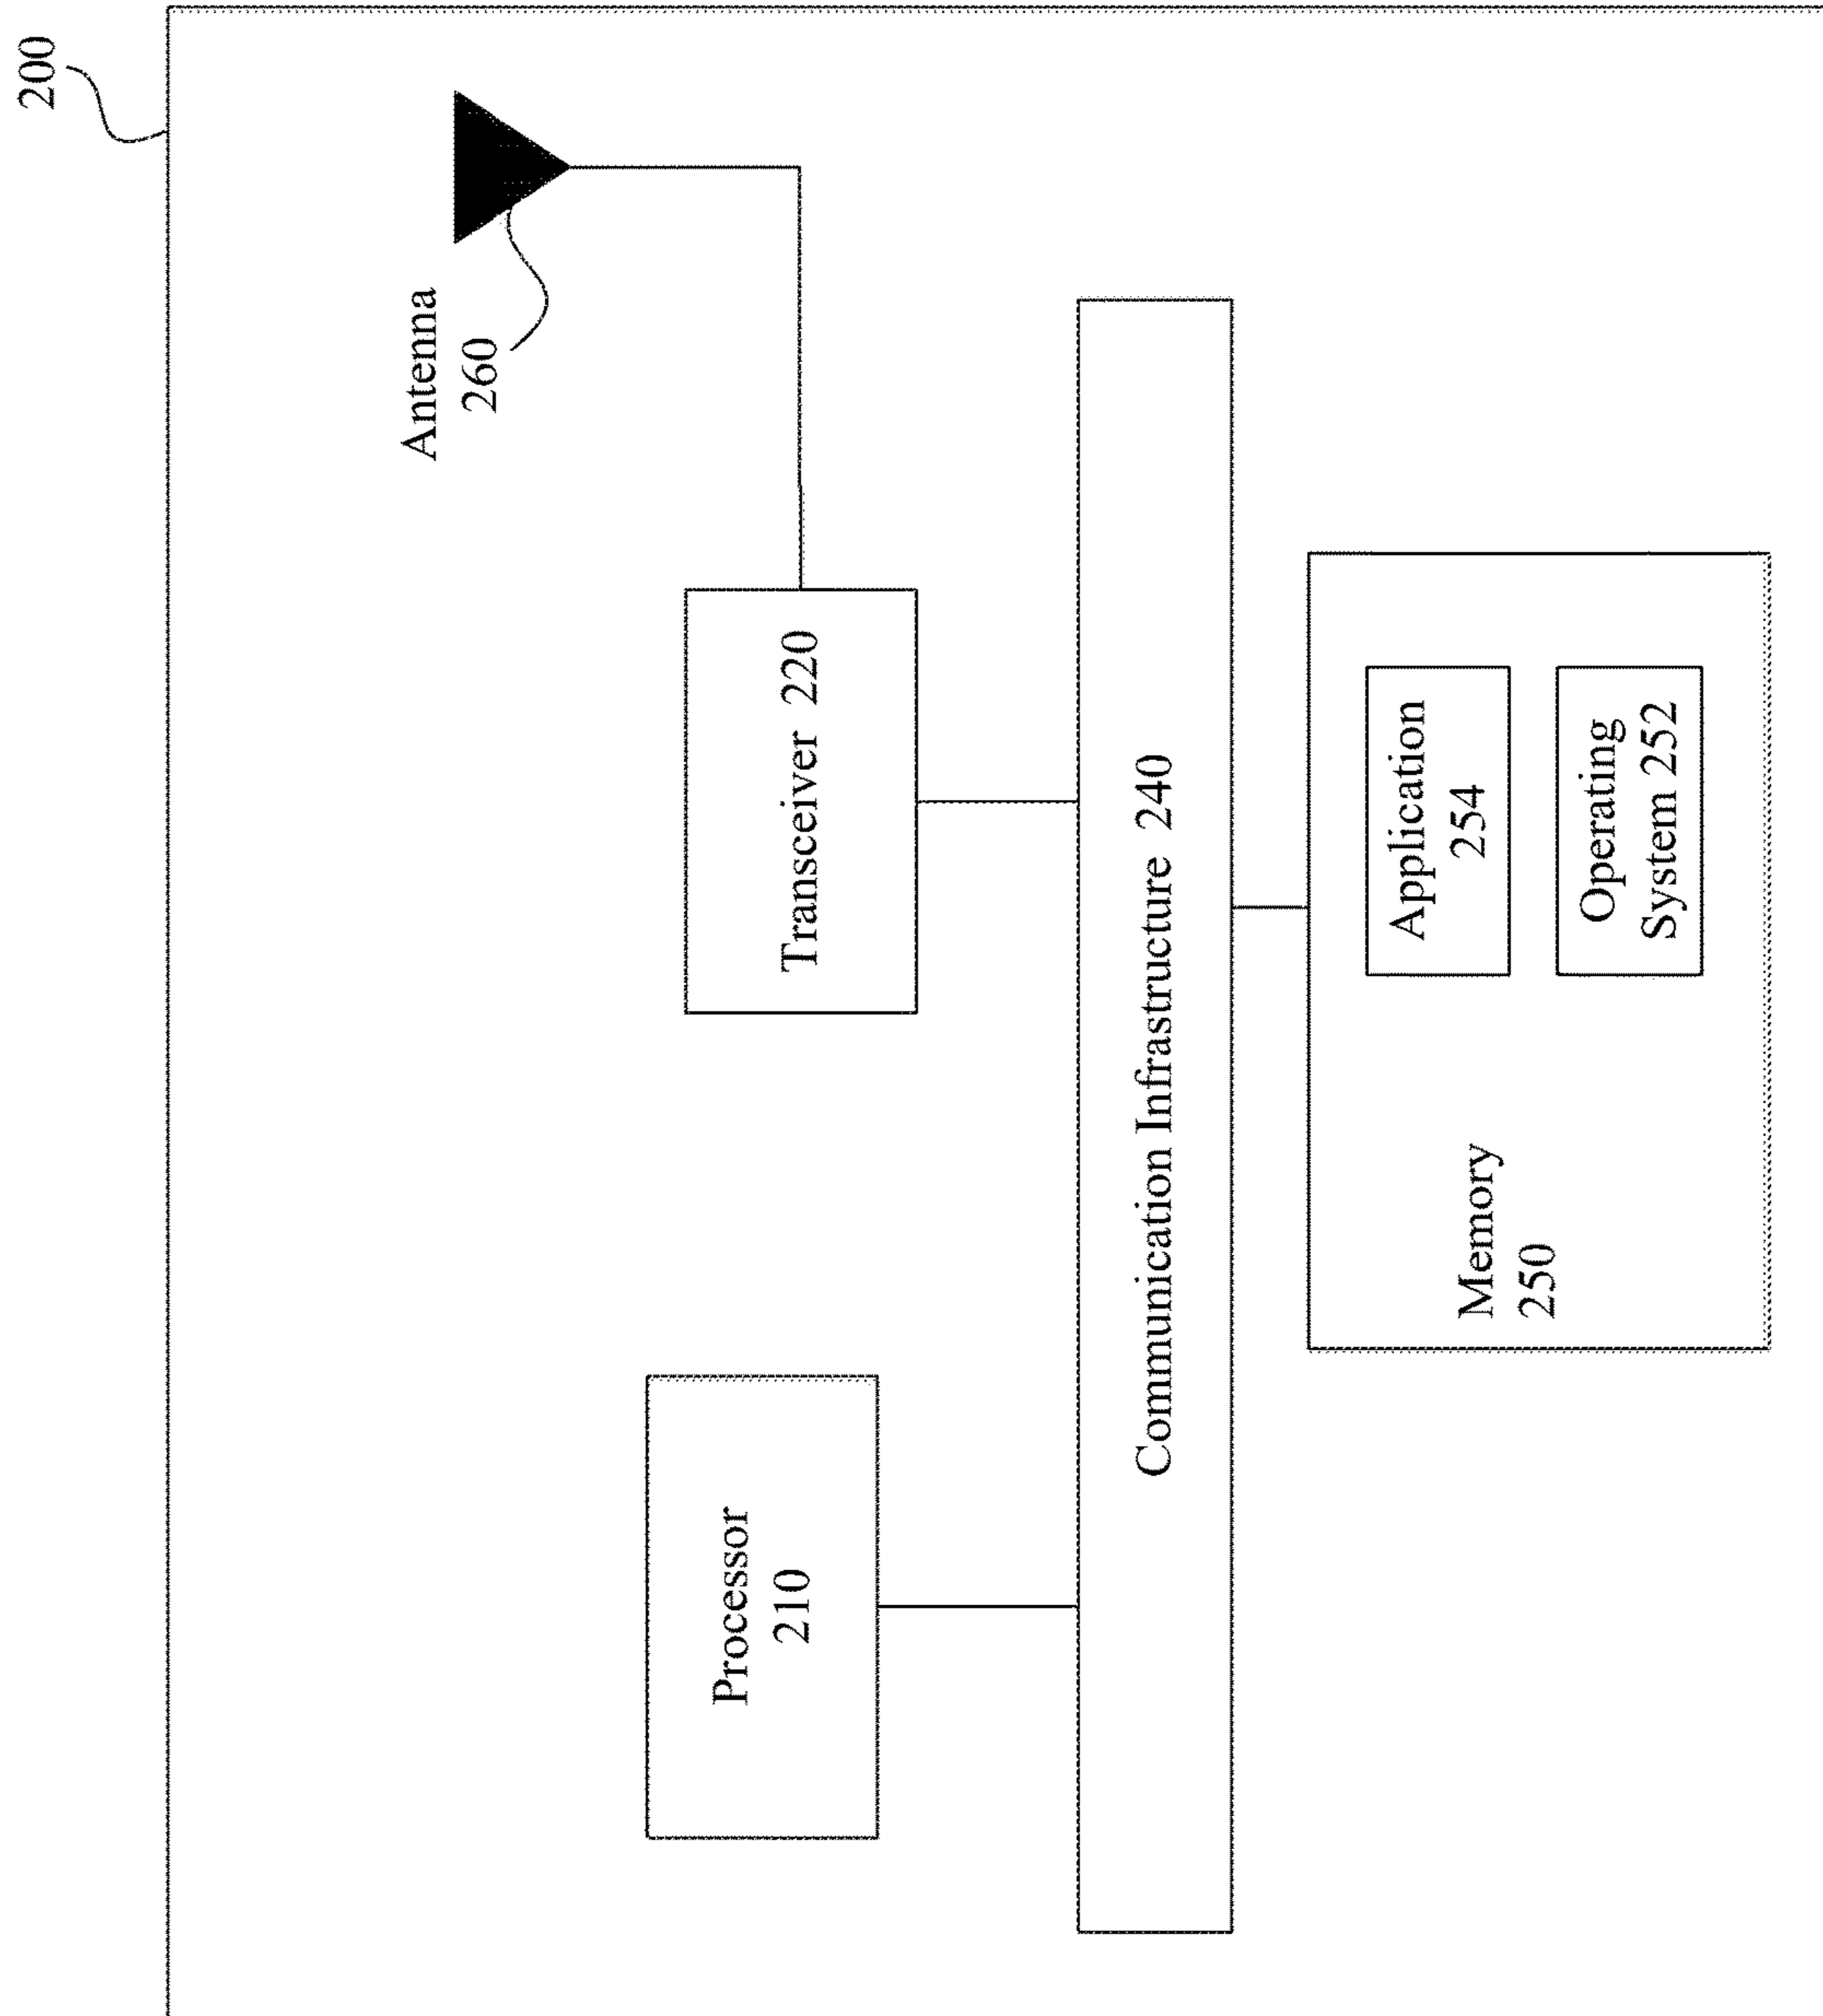 200
Antenna
260
Transceiver 220
Processor
210
Communication Infrastructure 240
Memory
250
Application
254
Operating
System 252